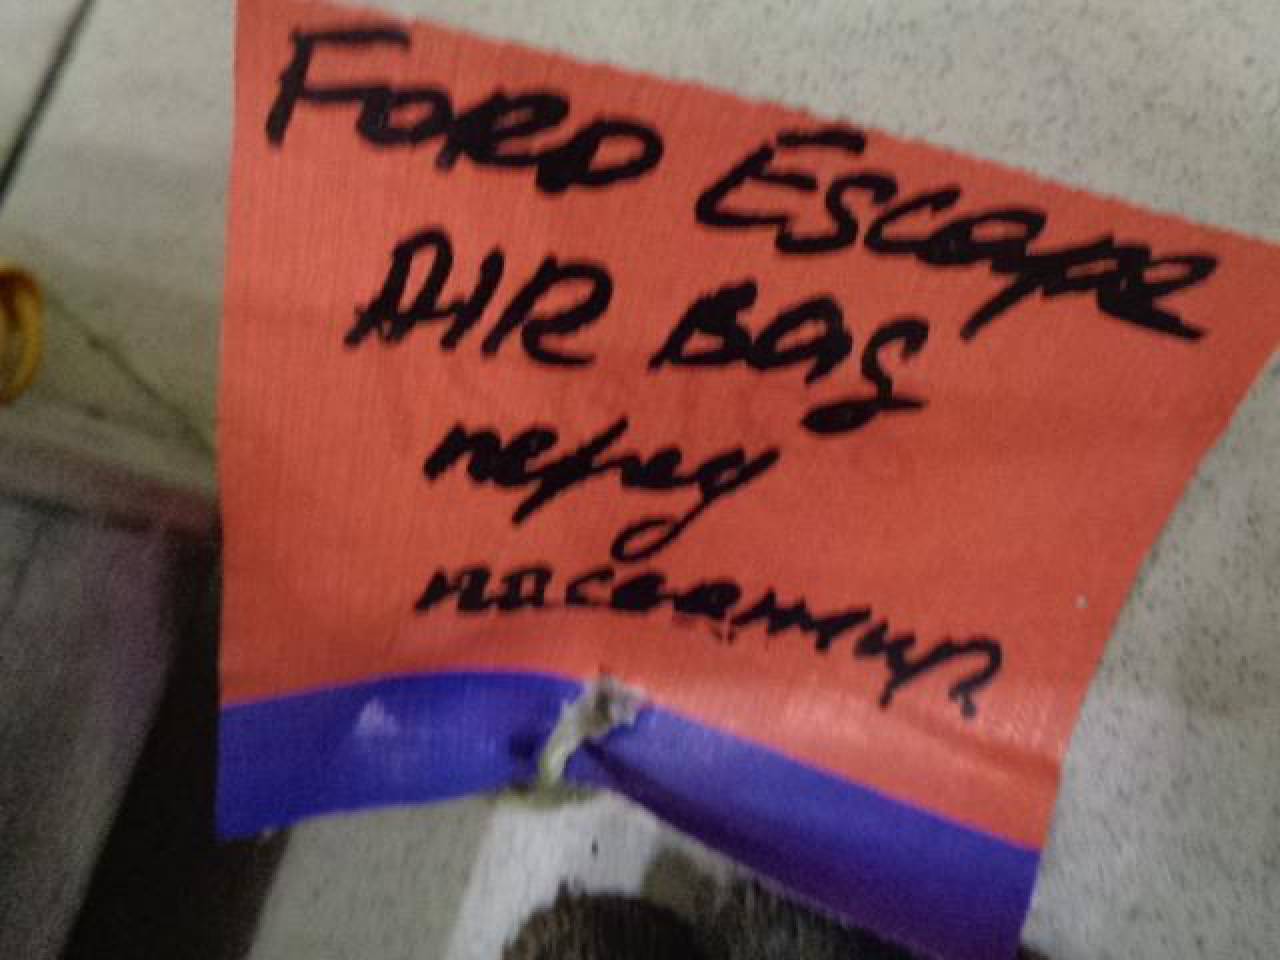 FORD Escape
AIR BAG
перед
пассажир